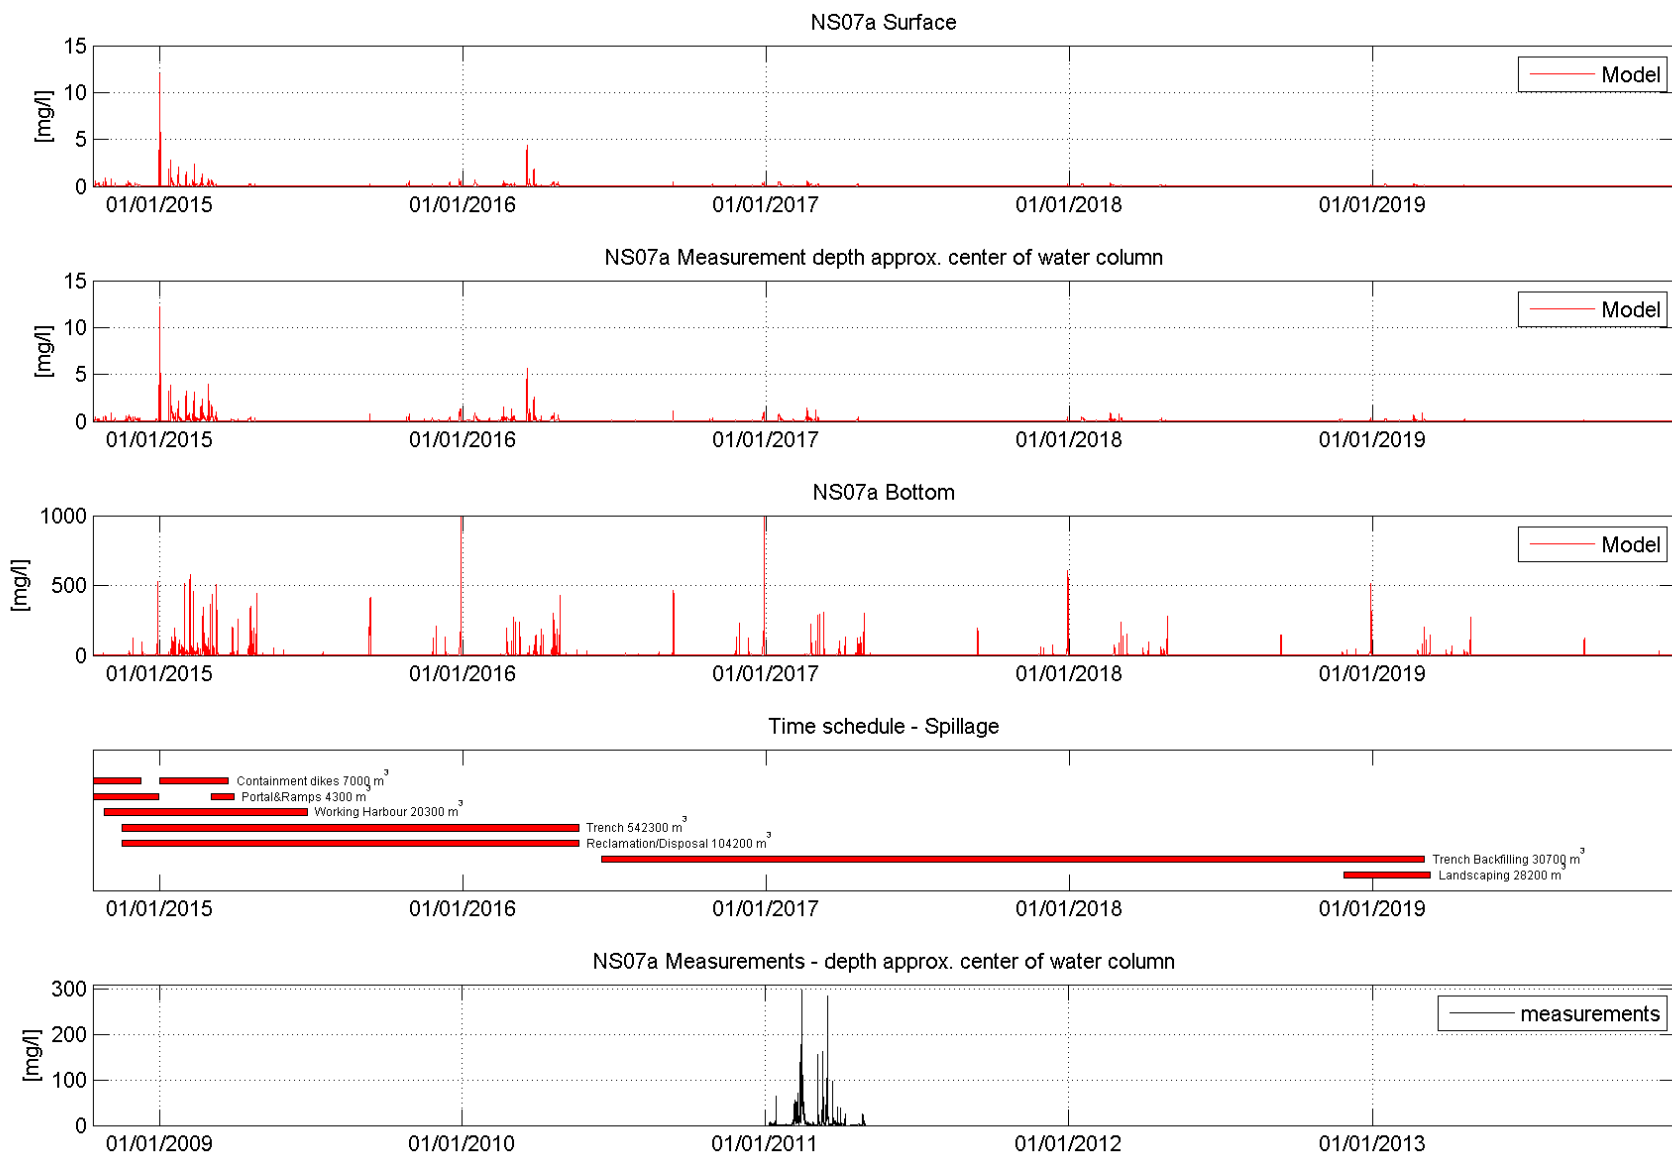 NS07a Surface
15
10
5
0
[mg/l]
Model
01/01/2015 01/01/2016 01/01/2017 01/01/2018 01/01/2019
NS07a Measurement depth approx. center of water column
15
10
5
0
[mg/l]
Model
01/01/2015 01/01/2016 01/01/2017 01/01/2018 01/01/2019
NS07a Bottom
1000
500
0
[mg/l]
Model
01/01/2015 01/01/2016 01/01/2017 01/01/2018 01/01/2019
Time schedule - Spillage
Containment dikes 7000 m³
Portal&Ramps 4300 m³
Working Harbour 20300 m³
Trench 542300 m³
Reclamation/Disposal 104200 m³
Trench Backfilling 30700 m³
Landscaping 28200 m³
01/01/2015 01/01/2016 01/01/2017 01/01/2018 01/01/2019
NS07a Measurements - depth approx. center of water column
300
200
100
0
[mg/l]
measurements
01/01/2009 01/01/2010 01/01/2011 01/01/2012 01/01/2013